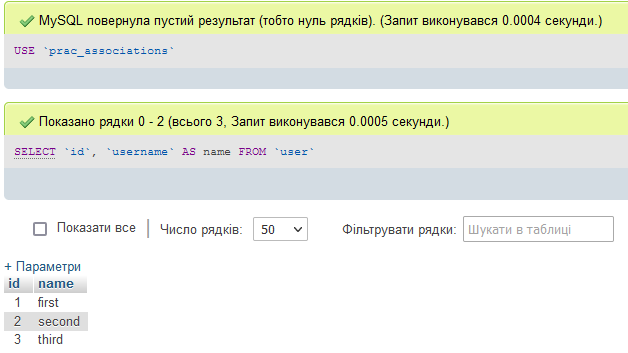 MySQL повернула пустий результат (тобто нуль рядків). (Запит виконувався 0.0004 секунди.)
USE `prac_associations`
Показано рядки 0 - 2 (всього 3, Запит виконувався 0.0005 секунди.)
SELECT `id`, `username` AS name FROM `user`
Показати все Число рядків: 50 Фільтрувати рядки: Шукати в таблиці
+ Параметри
id name
1 first
2 second
3 third